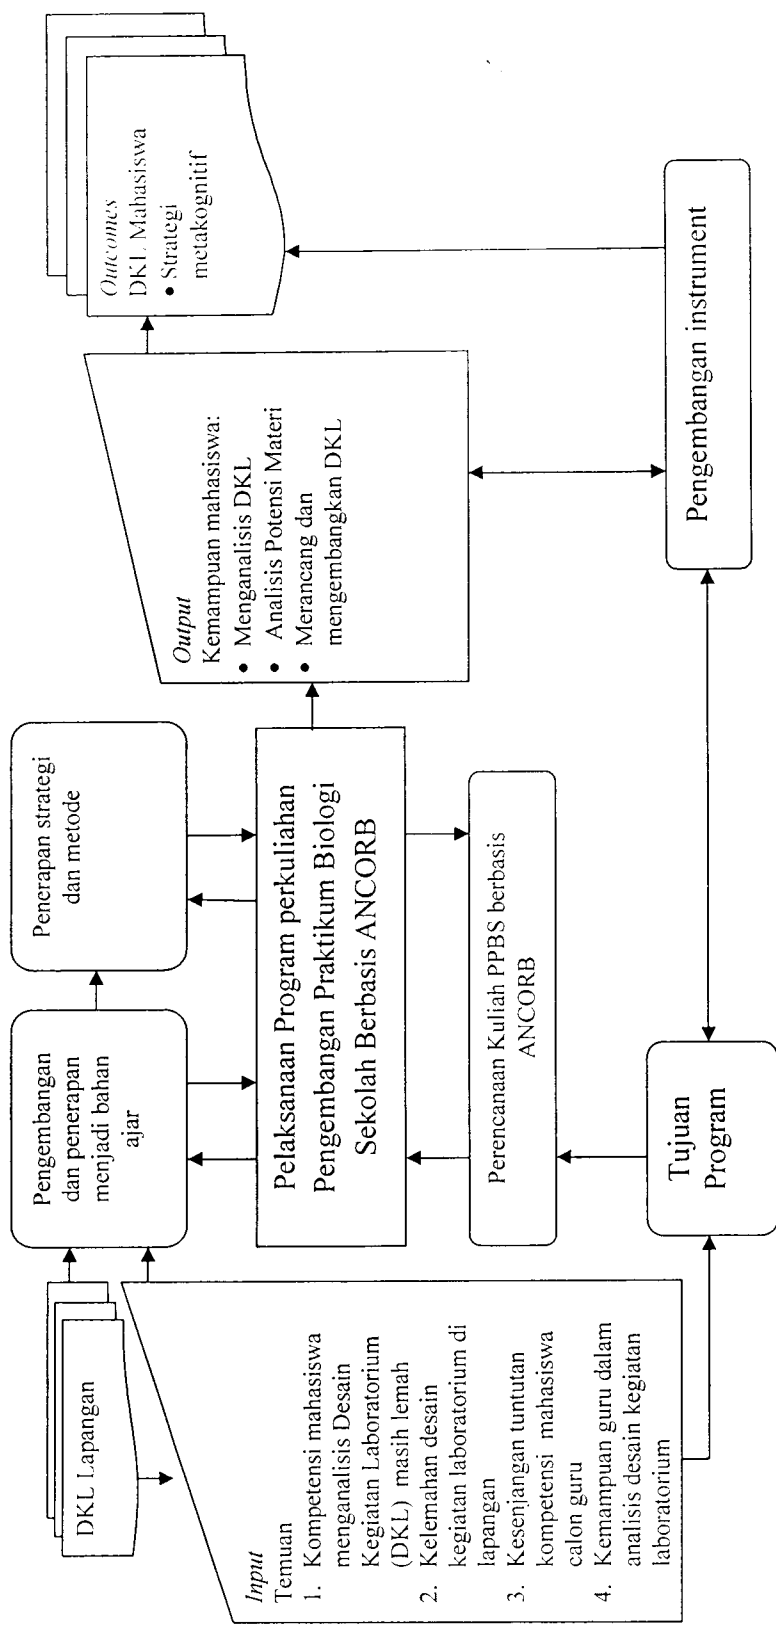 DKL Lapangan
Input
Temuan
1. Kompetensi mahasiswa
menganalisis Desain
Kegiatan Laboratorium
(DKL) masih lemah
2. Kelemahan desain
kegiatan laboratorium di
lapangan
3. Kesenjangan tuntutan
kompetensi mahasiswa
calon guru
4. Kemampuan guru dalam
analisis desain kegiatan
laboratorium
Pengembangan
dan penerapan
menjadi bahan
ajar
Penerapan strategi
dan metode
Pelaksanaan Program perkuliahan
Pengembangan Praktikum Biologi
Sekolah Berbasis ANCORB
Perencanaan Kuliah PPBS berbasis
ANCORB
Tujuan
Program
Output
Kemampuan mahasiswa:
• Menganalisis DKL
• Analisis Potensi Materi
• Merancang dan
mengembangkan DKL
Outcomes
DKL Mahasiswa
• Strategi
metakognitif
Pengembangan instrument